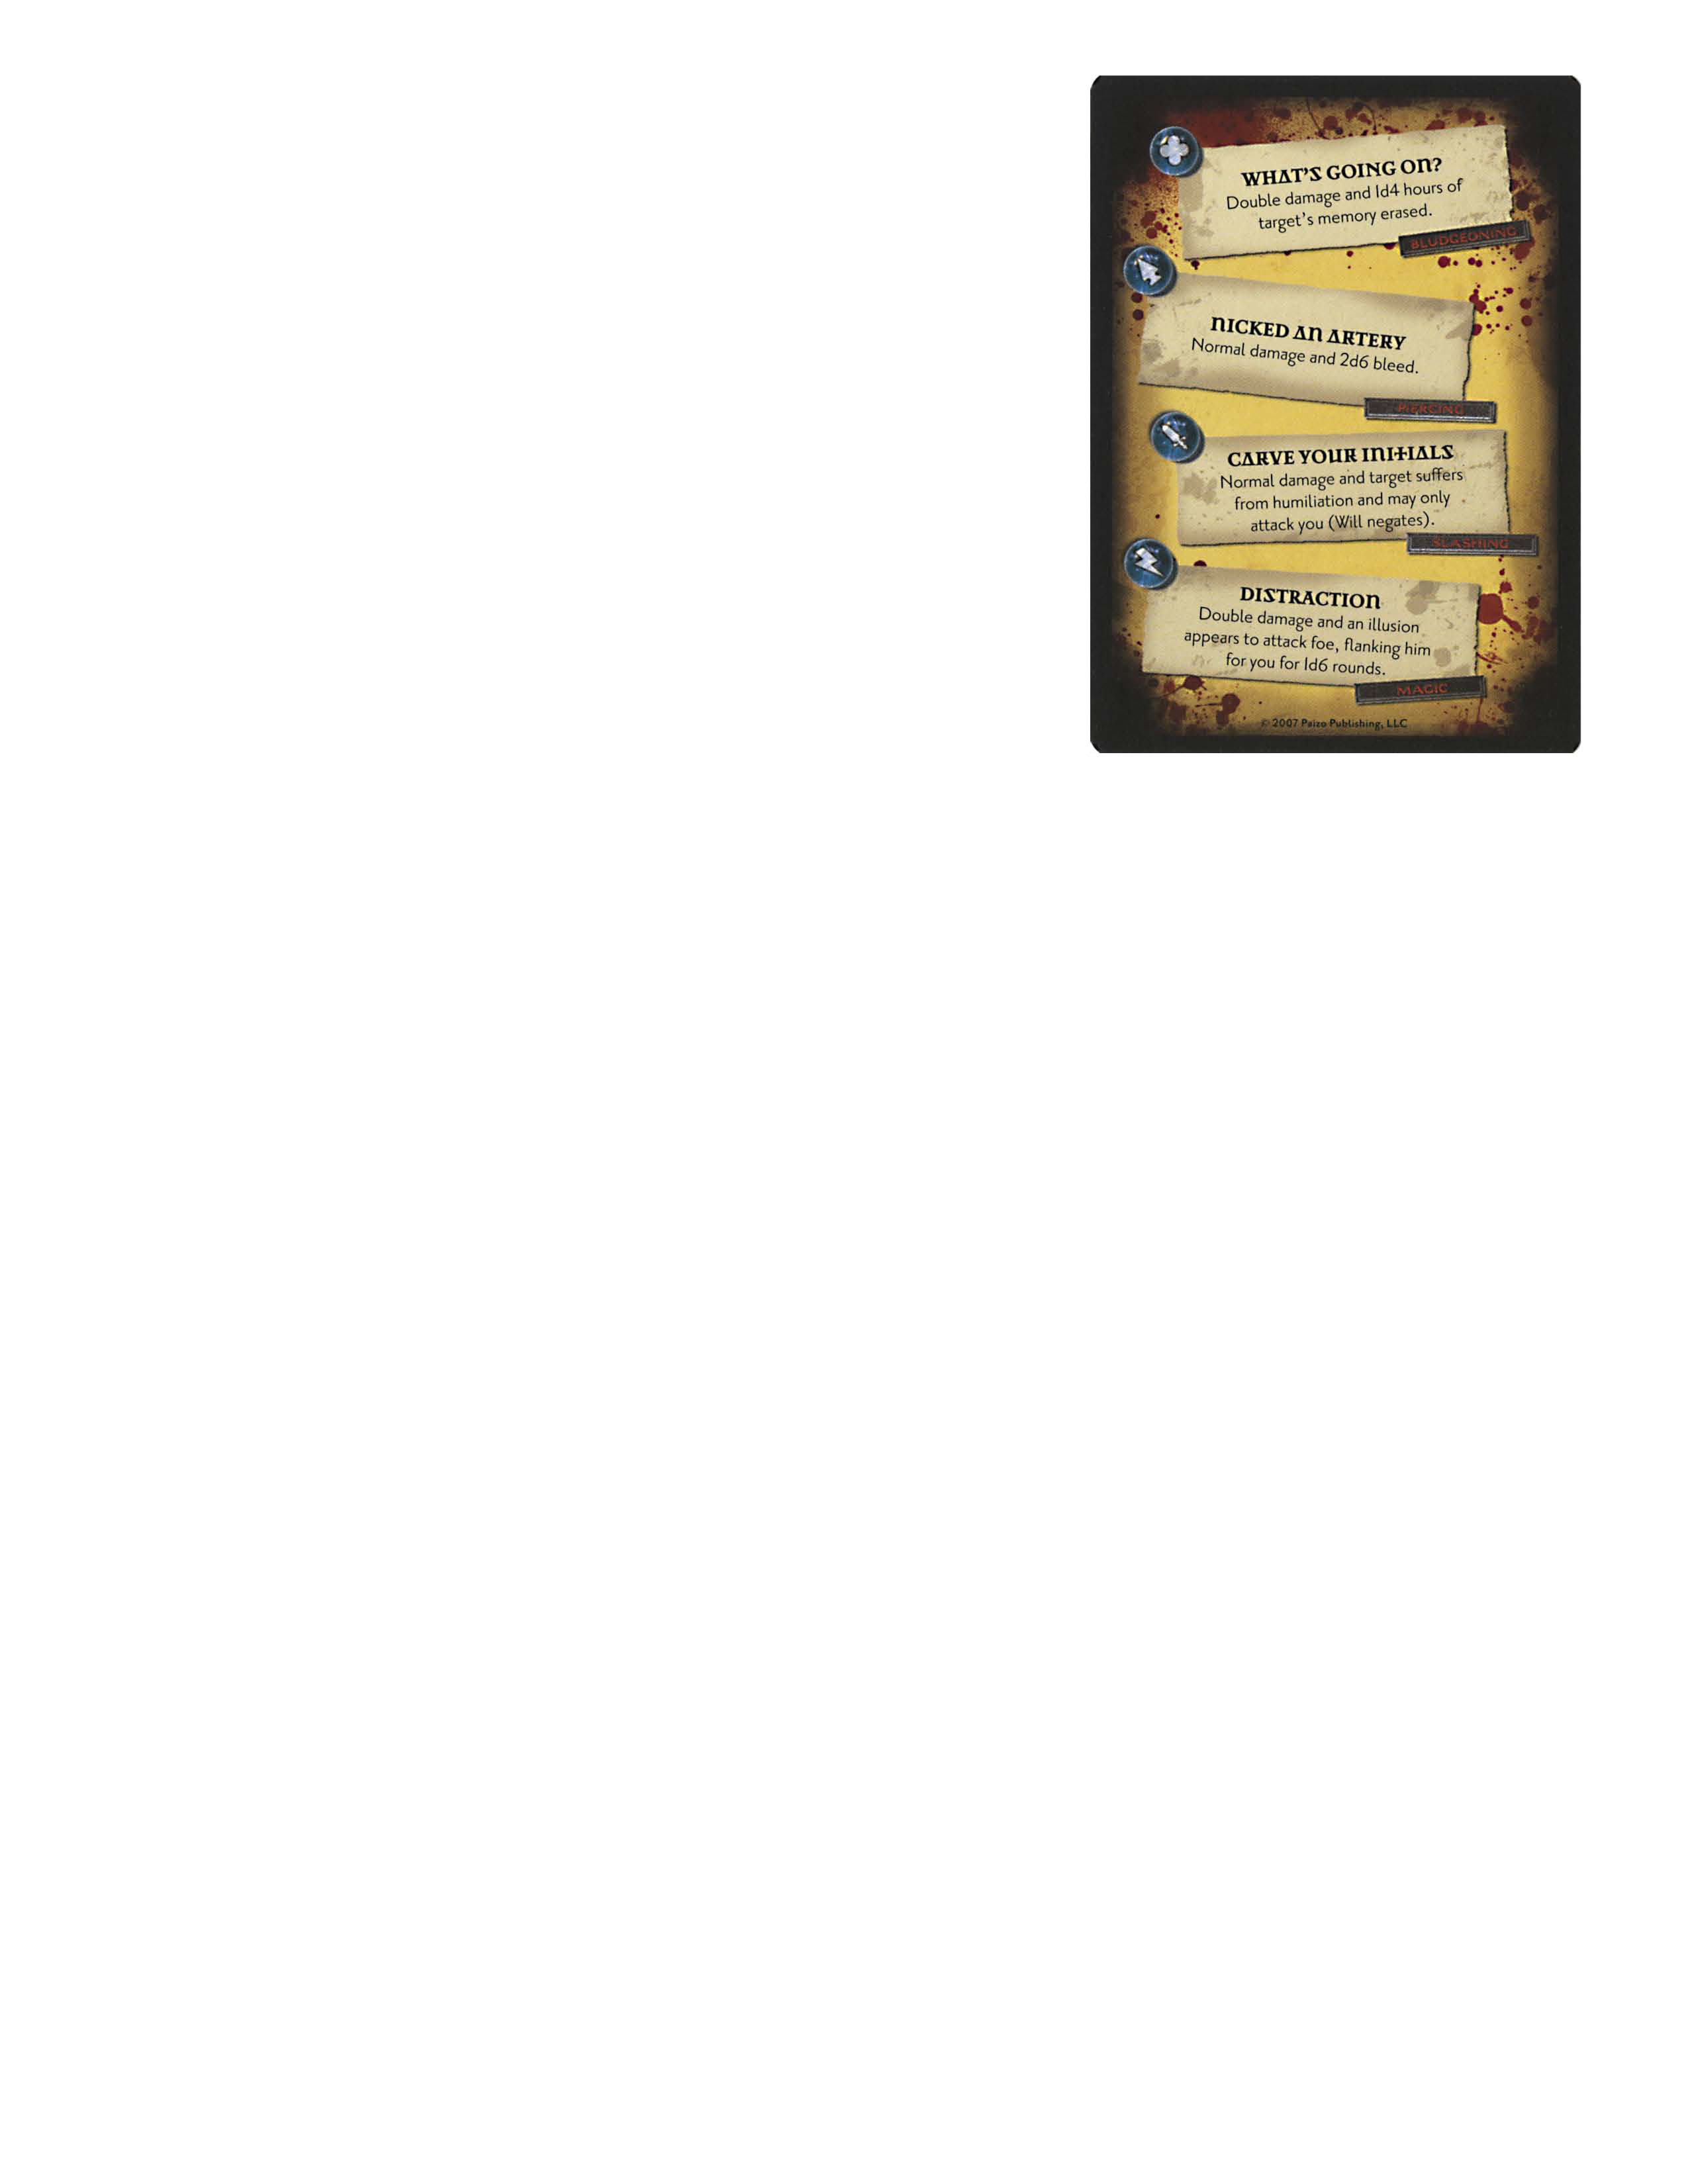 WHAT'S GOING ON?
Double damage and 1d4 hours of
target's memory erased.
BLUDGEONING
NICKED AN ARTERY
Normal damage and 2d6 bleed.
PIERCING
CARVE YOUR INITIALS
Normal damage and target suffers
from humiliation and may only
attack you (Will negates).
SLASHING
DISTRACTION
Double damage and an illusion
appears to attack foe, flanking him
for you for 1d6 rounds.
MAGIC
© 2007 Paizo Publishing, LLC